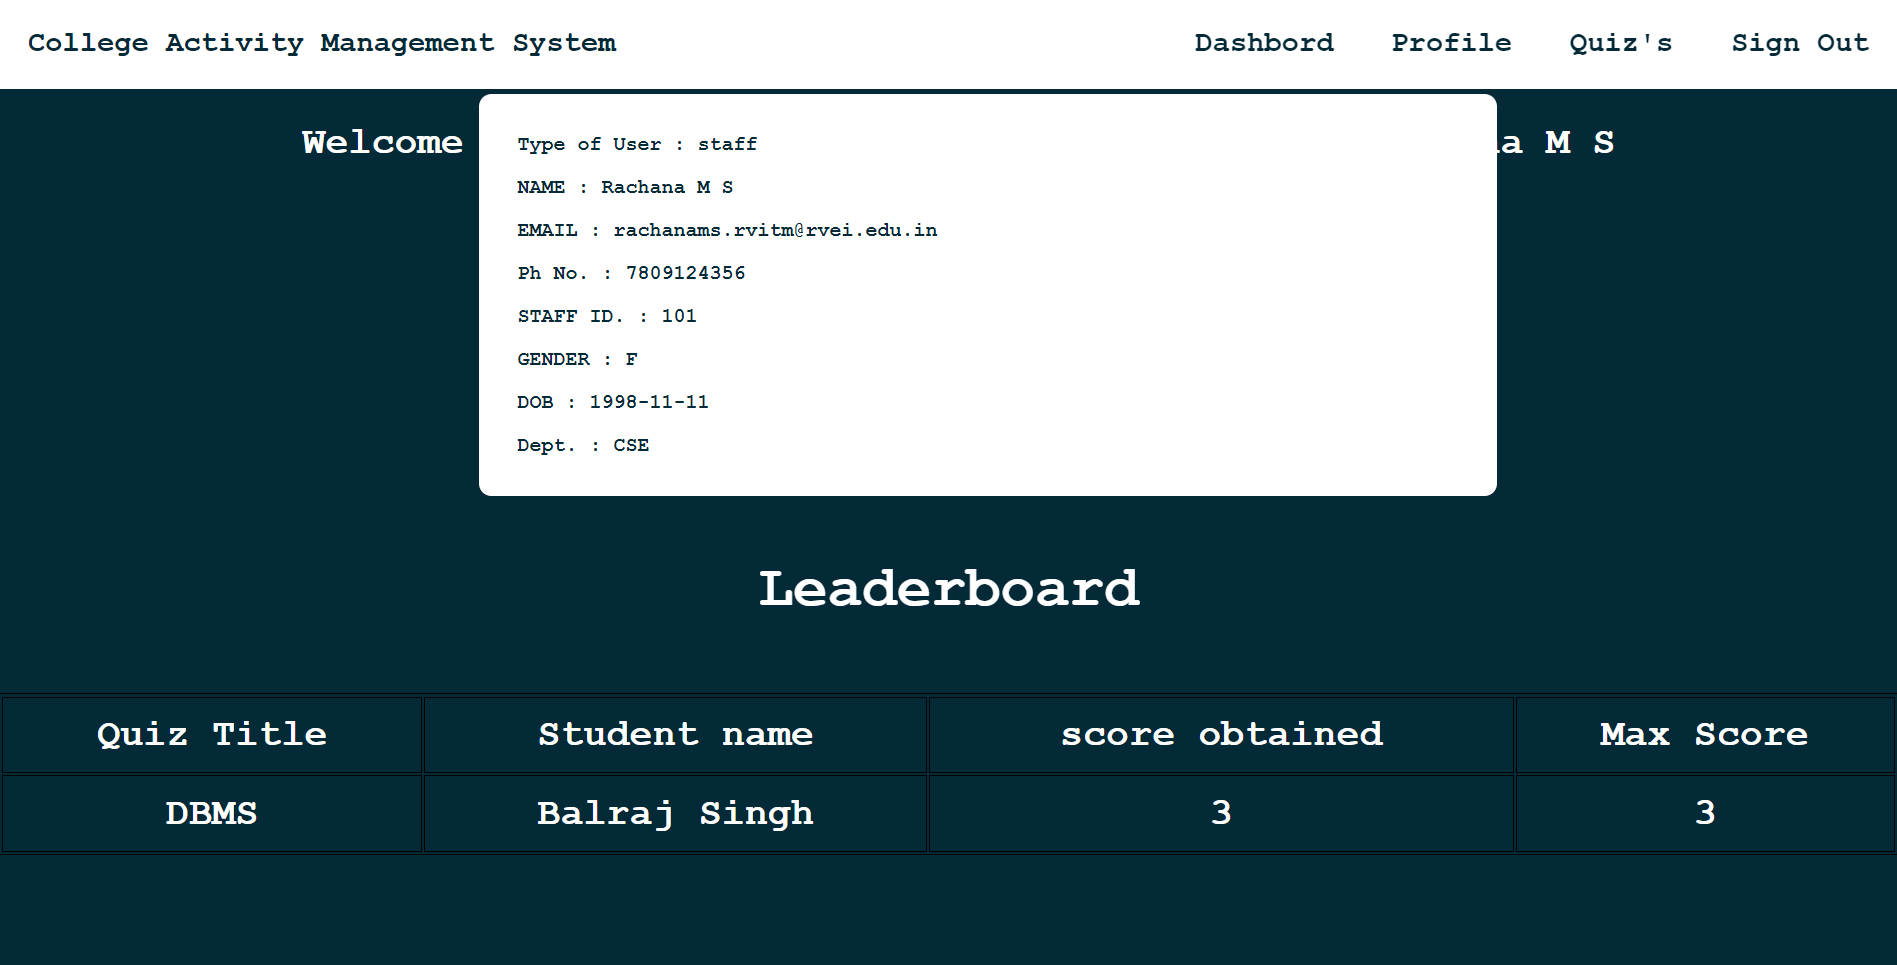 College Activity Management System Dashbord Profile Quiz's Sign Out
Welcome M S
Type of User : staff
NAME : Rachana M S
EMAIL : rachanams.rvitm@rvei.edu.in
Ph No. : 7809124356
STAFF ID. : 101
GENDER : F
DOB : 1998-11-11
Dept. : CSE
Leaderboard
Quiz Title Student name score obtained Max Score
DBMS Balraj Singh 3 3